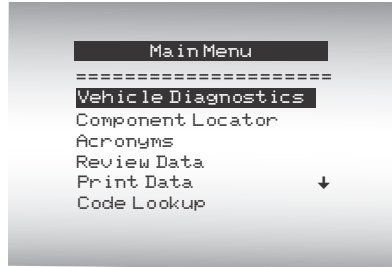 Main Menu
=====================
Vehicle Diagnostics
Component Locator
Acronyms
Review Data
Print Data ↓
Code Lookup